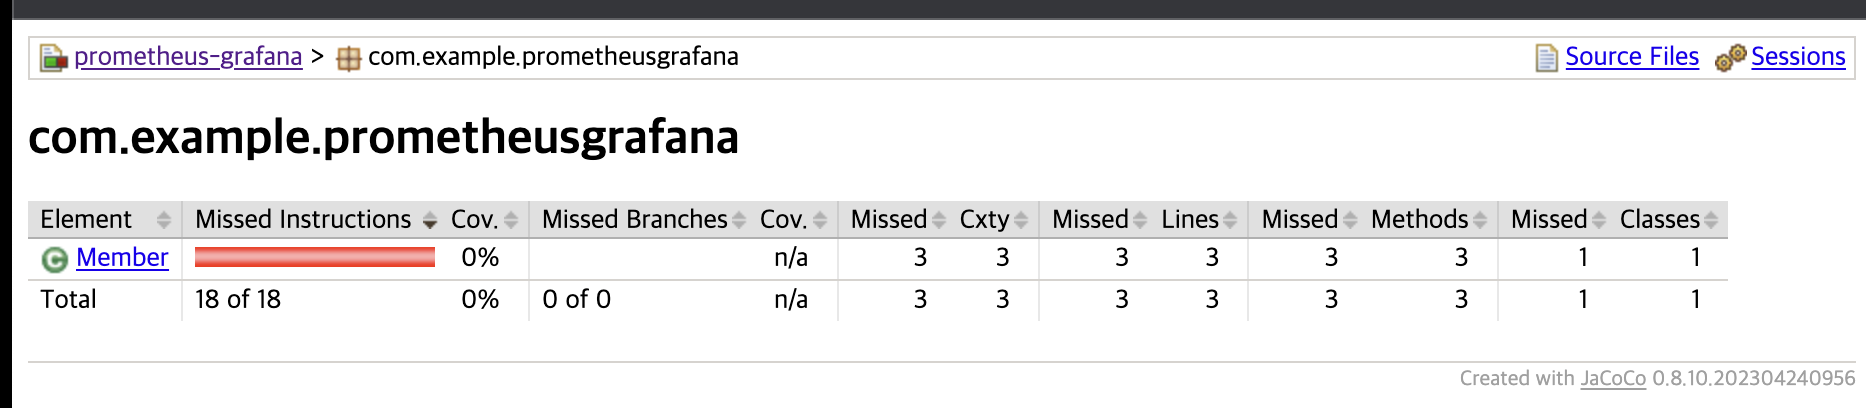 prometheus-grafana > com.example.prometheusgrafana Source Files Sessions
com.example.prometheusgrafana
Element Missed Instructions Cov. Missed Branches Cov. Missed Cxty Missed Lines Missed Methods Missed Classes
C Member 0% n/a 3 3 3 3 3 3 1 1
Total 18 of 18 0% 0 of 0 n/a 3 3 3 3 3 3 1 1
Created with JaCoCo 0.8.10.202304240956